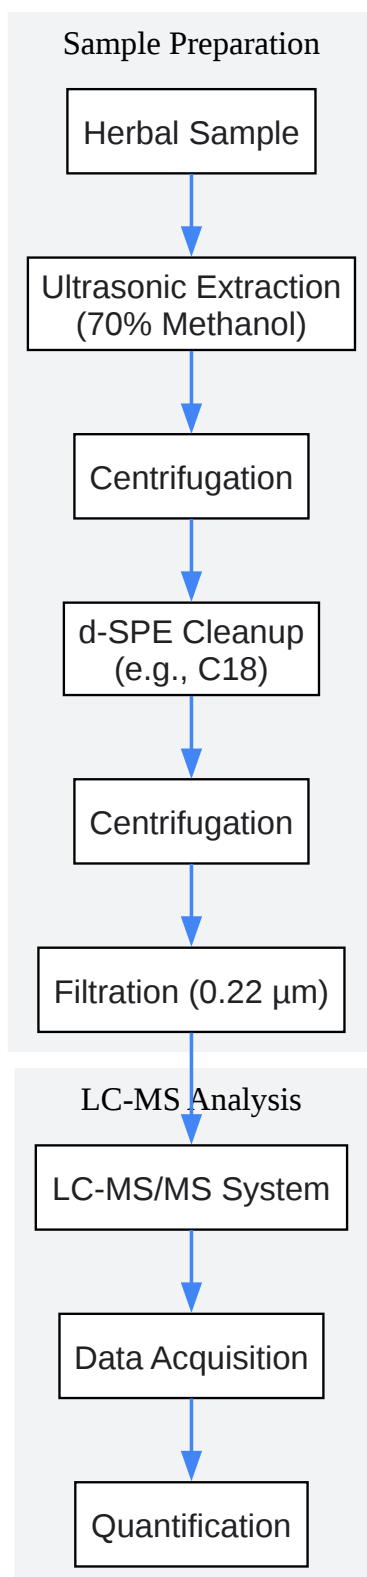 Sample Preparation
Herbal Sample
Ultrasonic Extraction
(70% Methanol)
Centrifugation
d-SPE Cleanup
(e.g., C18)
Centrifugation
Filtration (0.22 µm)
LC-MS Analysis
LC-MS/MS System
Data Acquisition
Quantification